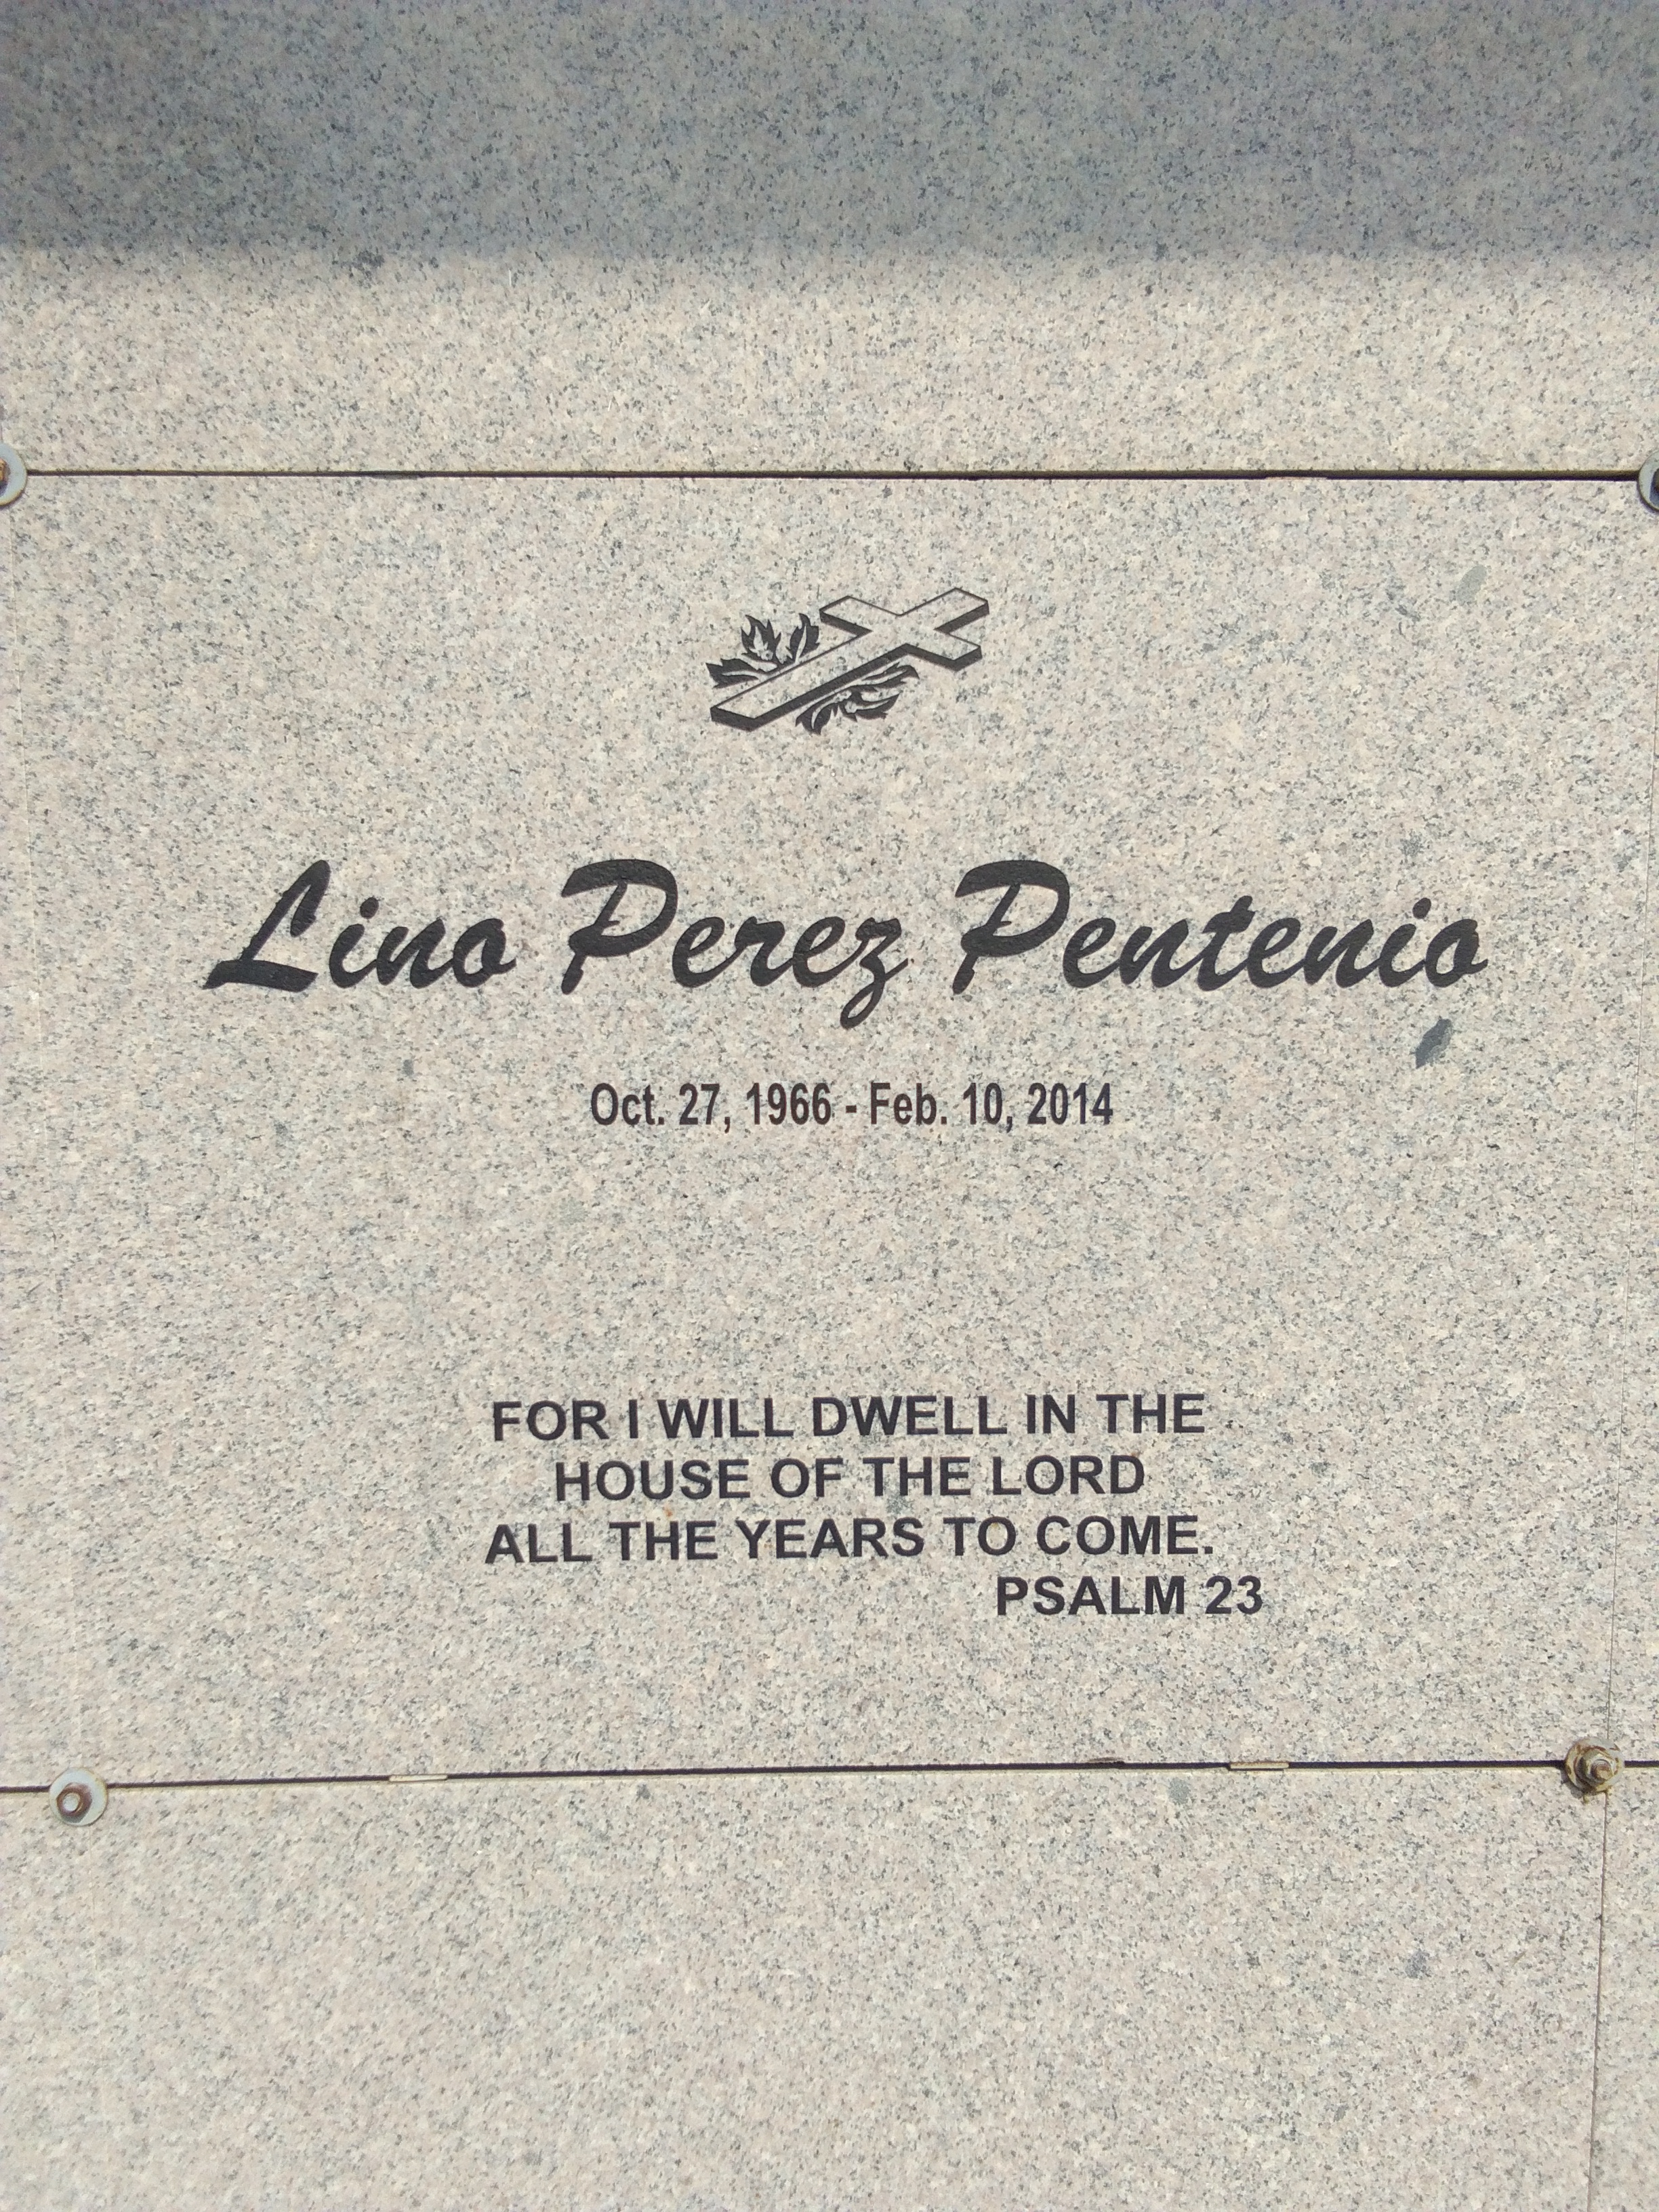 Lino Perez Pentenio
Oct. 27, 1966 - Feb. 10, 2014
FOR I WILL DWELL IN THE
HOUSE OF THE LORD
ALL THE YEARS TO COME.
PSALM 23